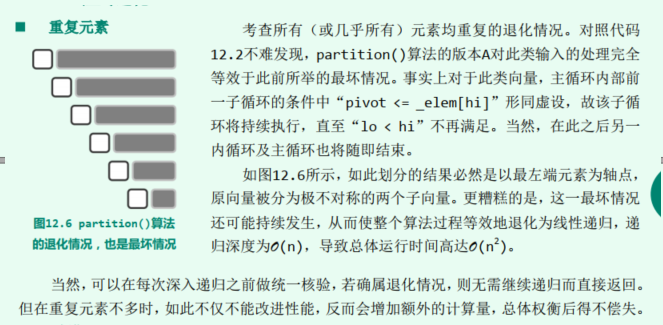 重复元素
考查所有（或几乎所有）元素均重复的退化情况。对照代码
12.2不难发现，partition()算法的版本A对此类输入的处理完全
等效于此前所举的最坏情况。事实上对于此类向量，主循环内部前
一子循环的条件中“pivot <= _elem[hi]”形同虚设，故该子循
环将持续执行，直至“lo < hi”不再满足。当然，在此之后另一
内循环及主循环也将随即结束。
如图12.6所示，如此划分的结果必然是以最左端元素为轴点，
原向量被分为极不对称的两个子向量。更糟糕的是，这一最坏情况
还可能持续发生，从而使整个算法过程等效地退化为线性递归，递
归深度为O(n)，导致总体运行时间高达O(n²)。
图12.6 partition()算法
的退化情况，也是最坏情况
当然，可以在每次深入递归之前做统一核验，若确属退化情况，则无需继续递归而直接返回。
但在重复元素不多时，如此不仅不能改进性能，反而会增加额外的计算量，总体权衡后得不偿失。